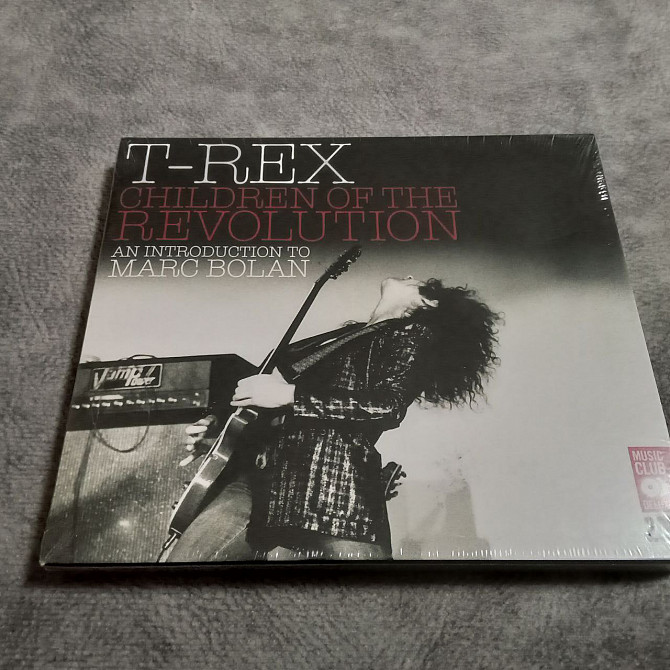 T-REX
CHILDREN OF THE
REVOLUTION
AN INTRODUCTION TO
MARC BOLAN
Vamp
Power
MUSIC
CLUB